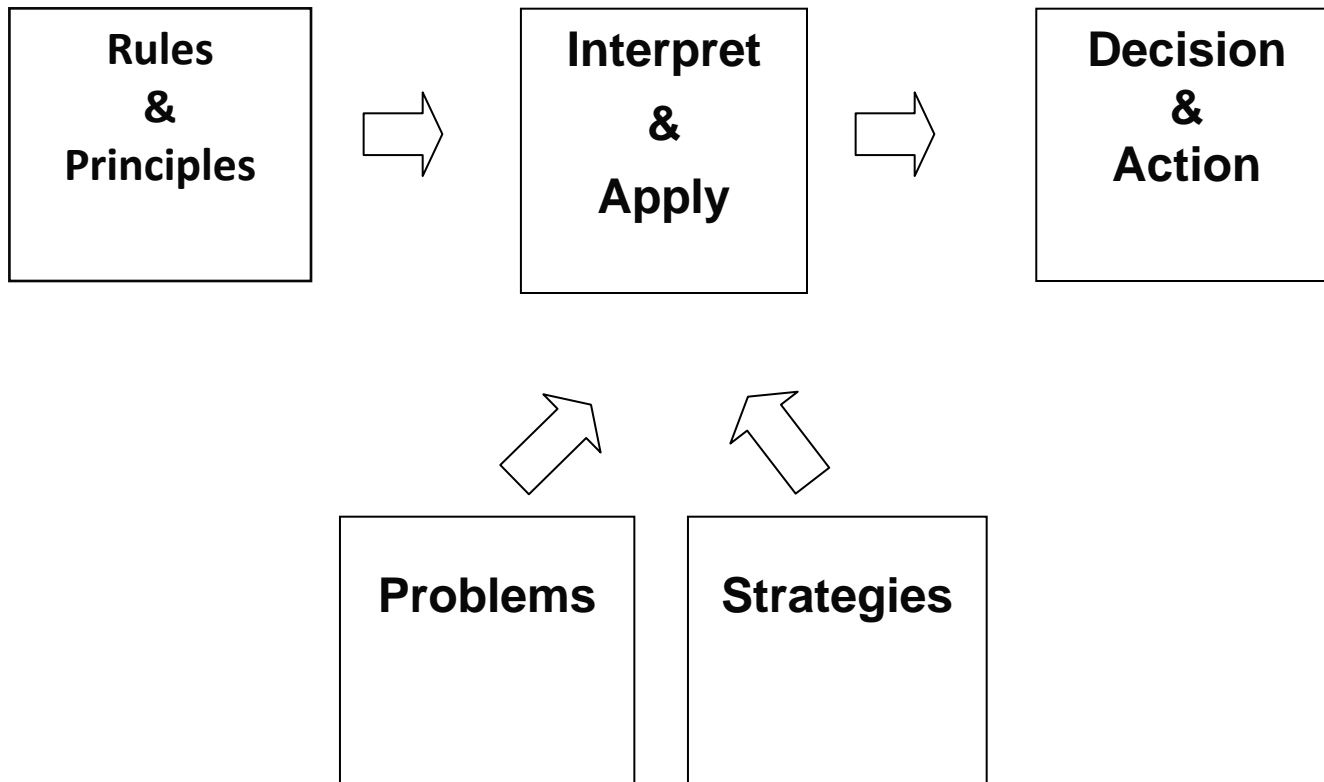 Rules
&
Principles
Interpret
&
Apply
Decision
&
Action
Problems
Strategies